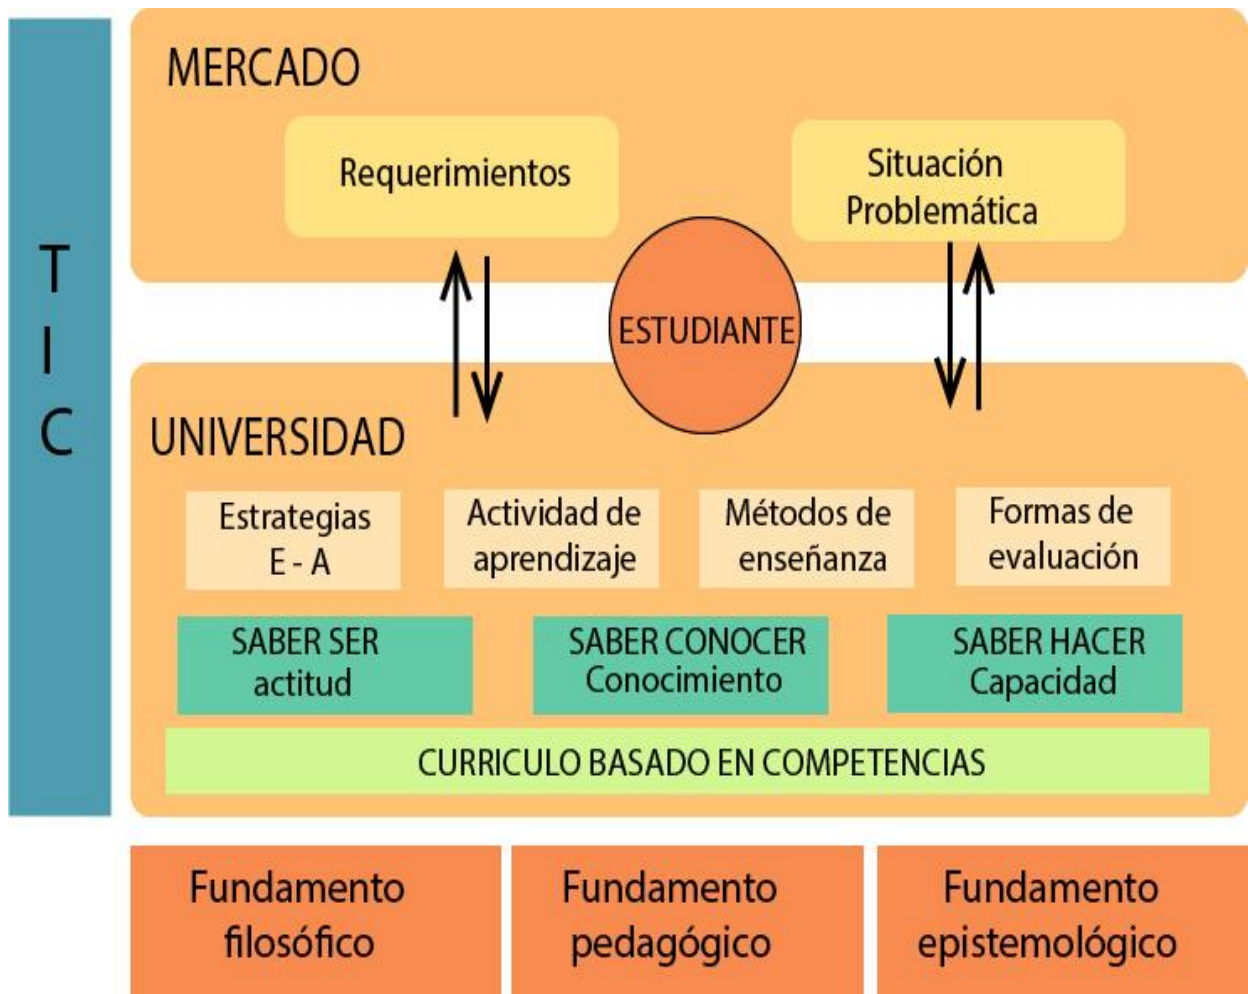 T
I
C
MERCADO
Requerimientos
Situación
Problemática
ESTUDIANTE
UNIVERSIDAD
Estrategias
E - A
Actividad de
aprendizaje
Métodos de
enseñanza
Formas de
evaluación
SABER SER
actitud
SABER CONOCER
Conocimiento
SABER HACER
Capacidad
CURRICULO BASADO EN COMPETENCIAS
Fundamento
filosófico
Fundamento
pedagógico
Fundamento
epistemológico